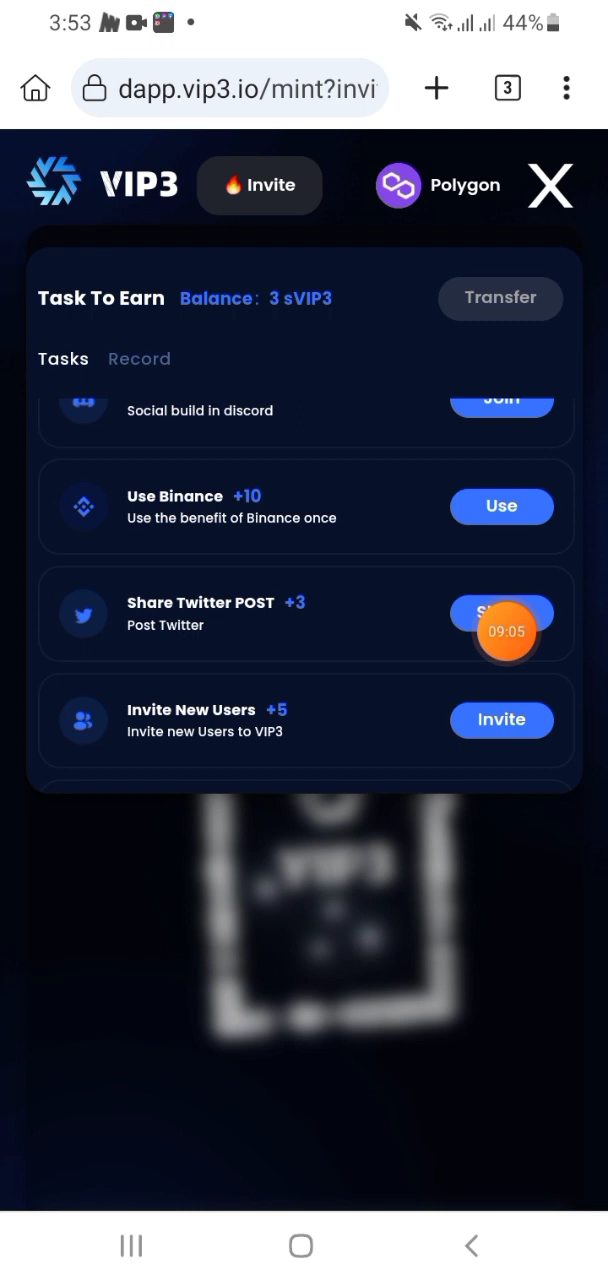 3:53 44%
dapp.vip3.io/mint?invi 3
VIP3 Invite Polygon
Task To Earn Balance: 3 sVIP3 Transfer
Tasks Record
Join
Social build in discord
Use Binance +10
Use the benefit of Binance once
Use
Share Twitter POST +3
Post Twitter
09:05
Invite New Users +5
Invite new Users to VIP3
Invite
VIP3